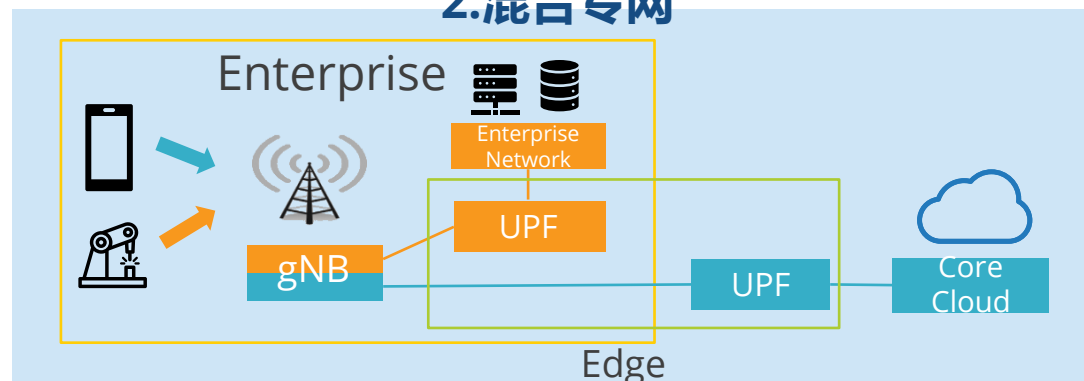 2.混合专网
Enterprise
Enterprise
Network
UPF
gNB
UPF
Core
Cloud
Edge